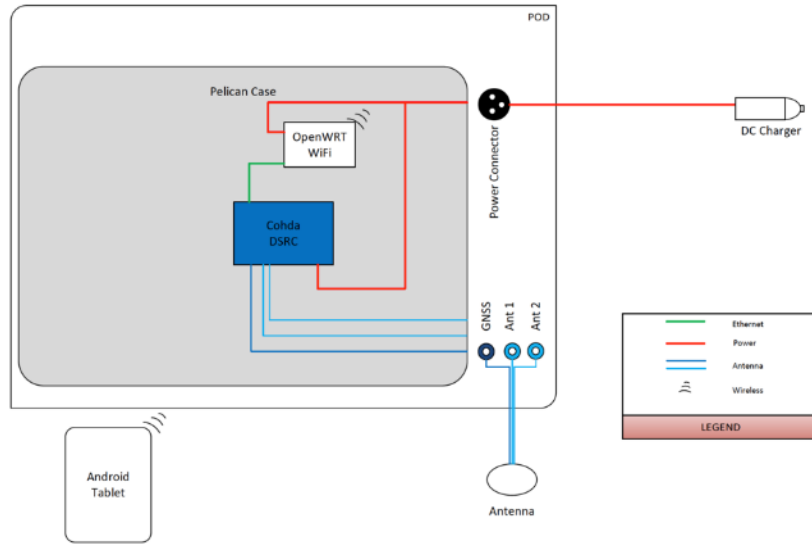 POD
Pelican Case
OpenWRT
WiFi
Power Connector
DC Charger
Cohda
DSRC
GNSS
Ant 1
Ant 2
Ethernet
Power
Antenna
Wireless
LEGEND
Android
Tablet
Antenna